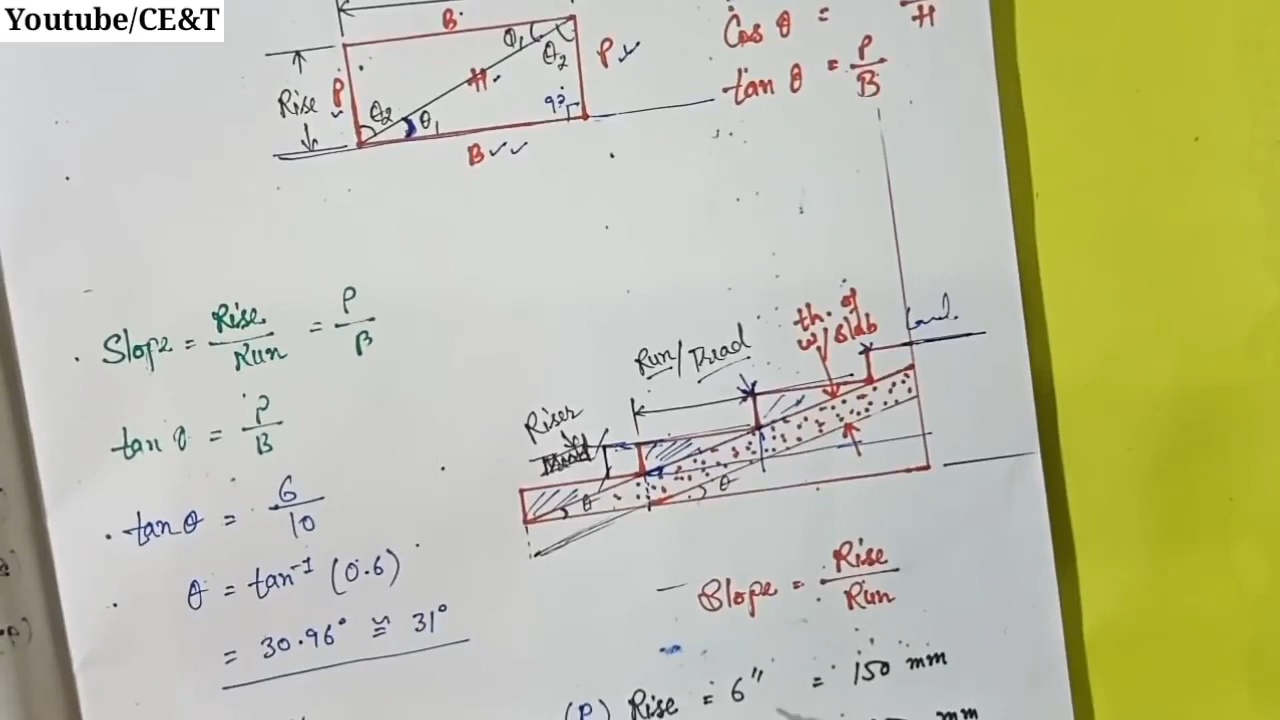 Youtube/CE&T
B
Cos θ =
H
θ1
θ2
P
tan θ = P/B
Rise
P
H
90°
θ2
θ1
B
Slope = Rise/Run = P/B
th. of
w/slab
Run/Tread
Riser
tan θ = P/B
θ
θ
tan θ = 6/10
θ = tan⁻¹ (0.6)
Slope = Rise/Run
= 30.96° ≅ 31°
(P) Rise = 6" = 150 mm
mm